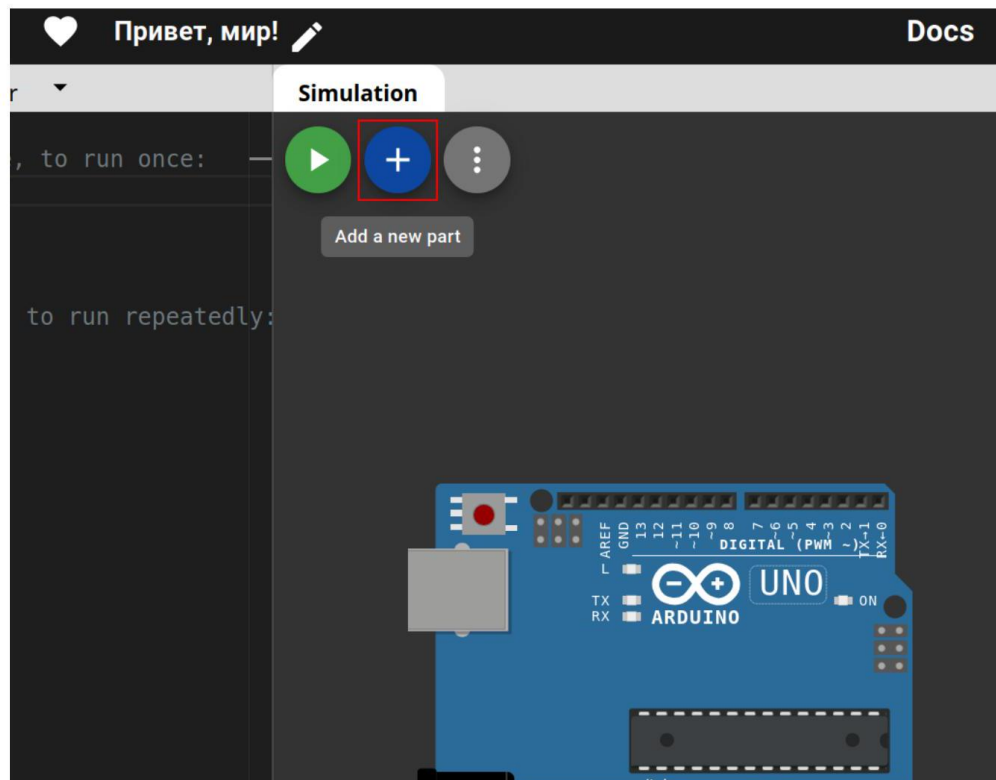 Привет, мир!
Docs
r
Simulation
, to run once:
Add a new part
to run repeatedly:
AREF
GND
13
12
~11
~10
~9
8
7
~6
~5
4
~3
2
TX→1
RX←0
DIGITAL (PWM ~)
L
TX
RX
ARDUINO
UNO
ON